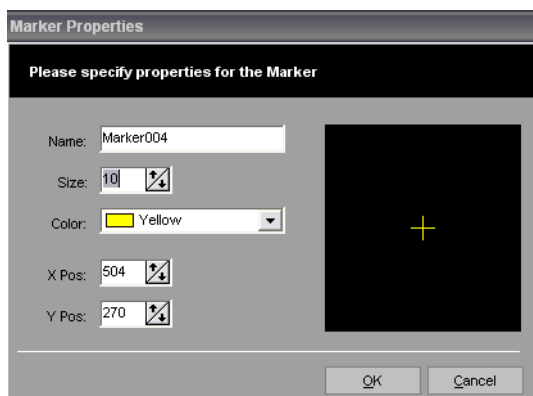 Marker Properties
Please specify properties for the Marker
Name: Marker004
Size: 10
Color: Yellow
X Pos: 504
Y Pos: 270
OK Cancel